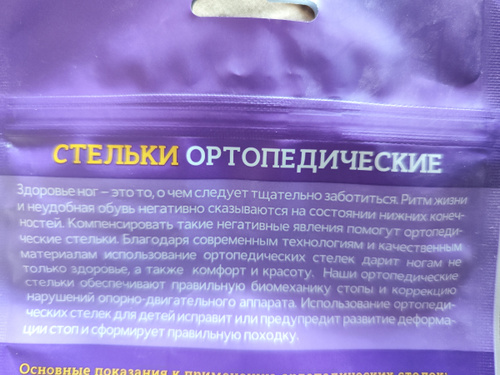 СТЕЛЬКИ ОРТОПЕДИЧЕСКИЕ
Здоровье ног – это то, о чем следует тщательно заботиться. Ритм жизни
и неудобная обувь негативно сказываются на состоянии нижних конеч-
ностей. Компенсировать такие негативные явления помогут ортопеди-
ческие стельки. Благодаря современным технологиям и качественным
материалам использование ортопедических стелек дарит ногам не
только здоровье, а также комфорт и красоту. Наши ортопедические
стельки обеспечивают правильную биомеханику стопы и коррекцию
нарушений опорно-двигательного аппарата. Использование ортопеди-
ческих стелек для детей исправит или предупредит развитие деформа-
ции стоп и сформирует правильную походку.
Основные показания к применению ортопедических стелек: